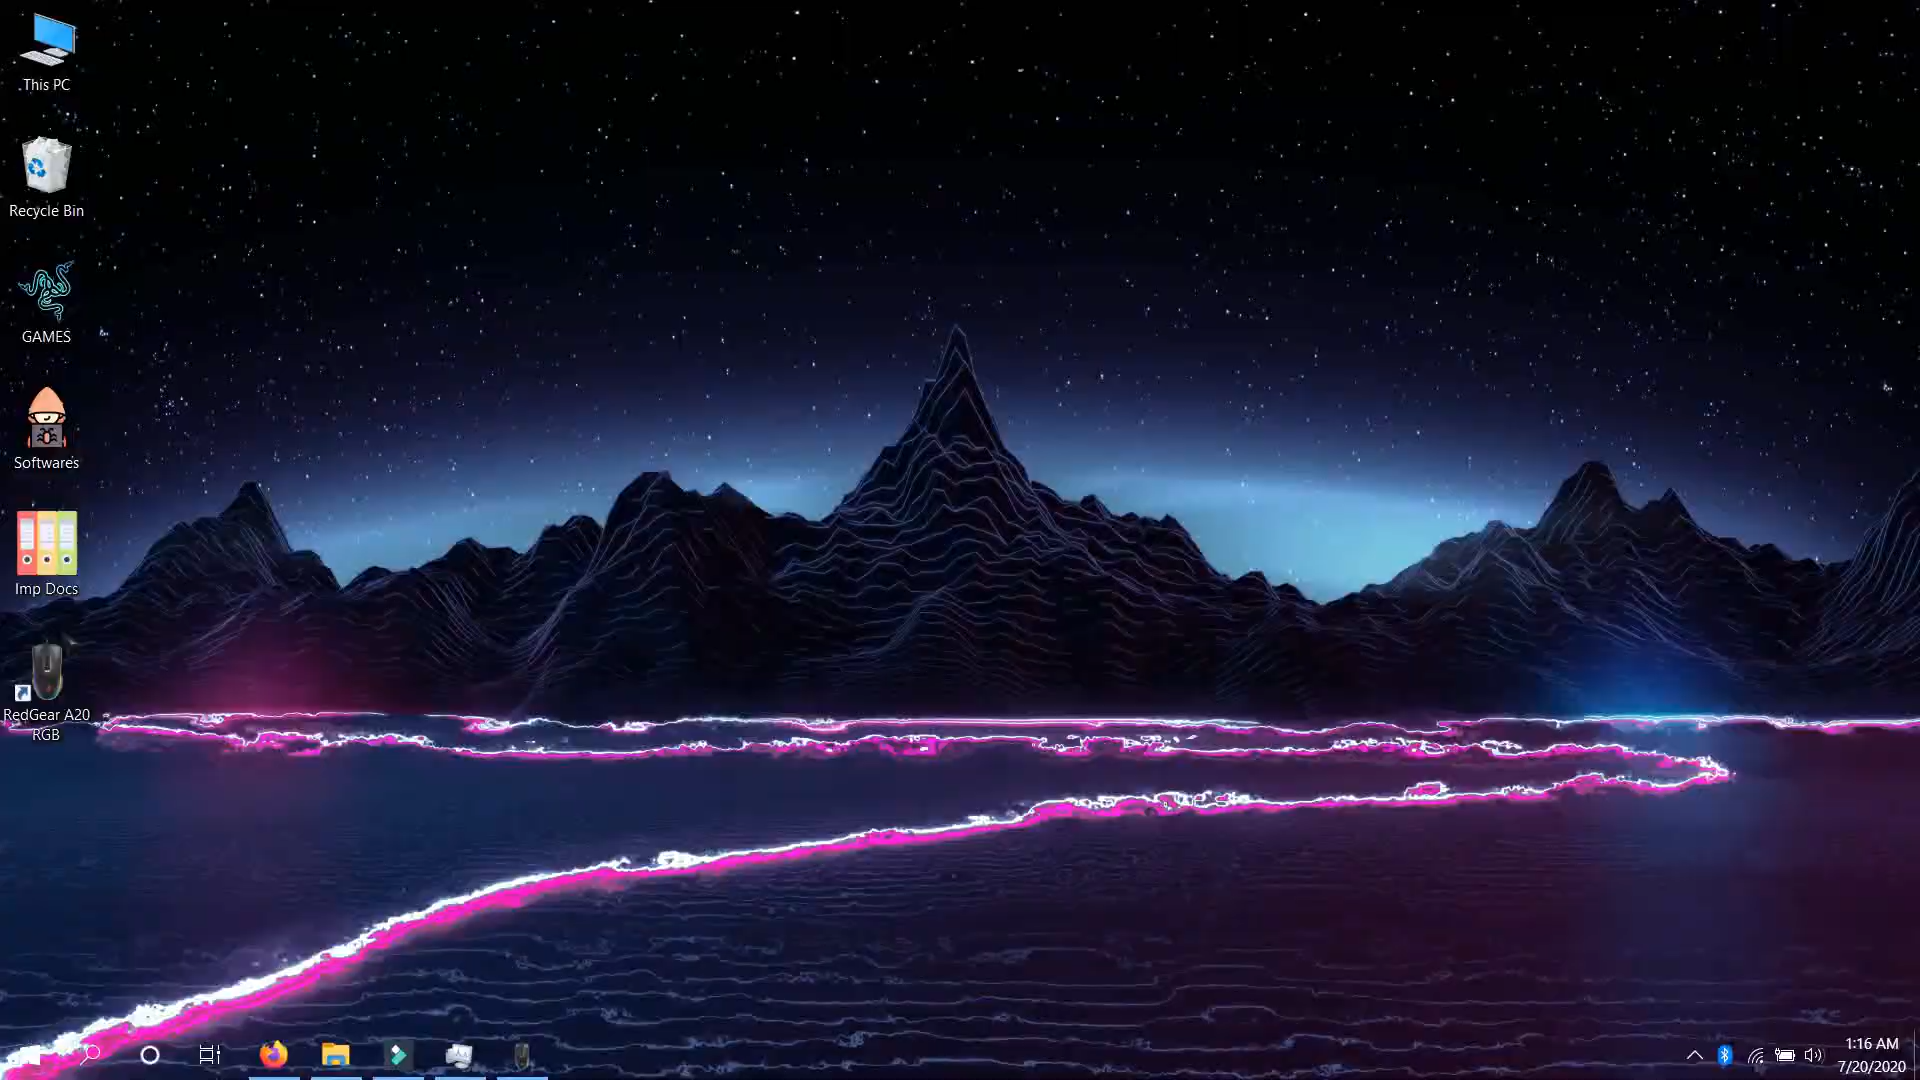 This PC
Recycle Bin
GAMES
Softwares
Imp Docs
RedGear A20
RGB
1:16 AM
7/20/2020